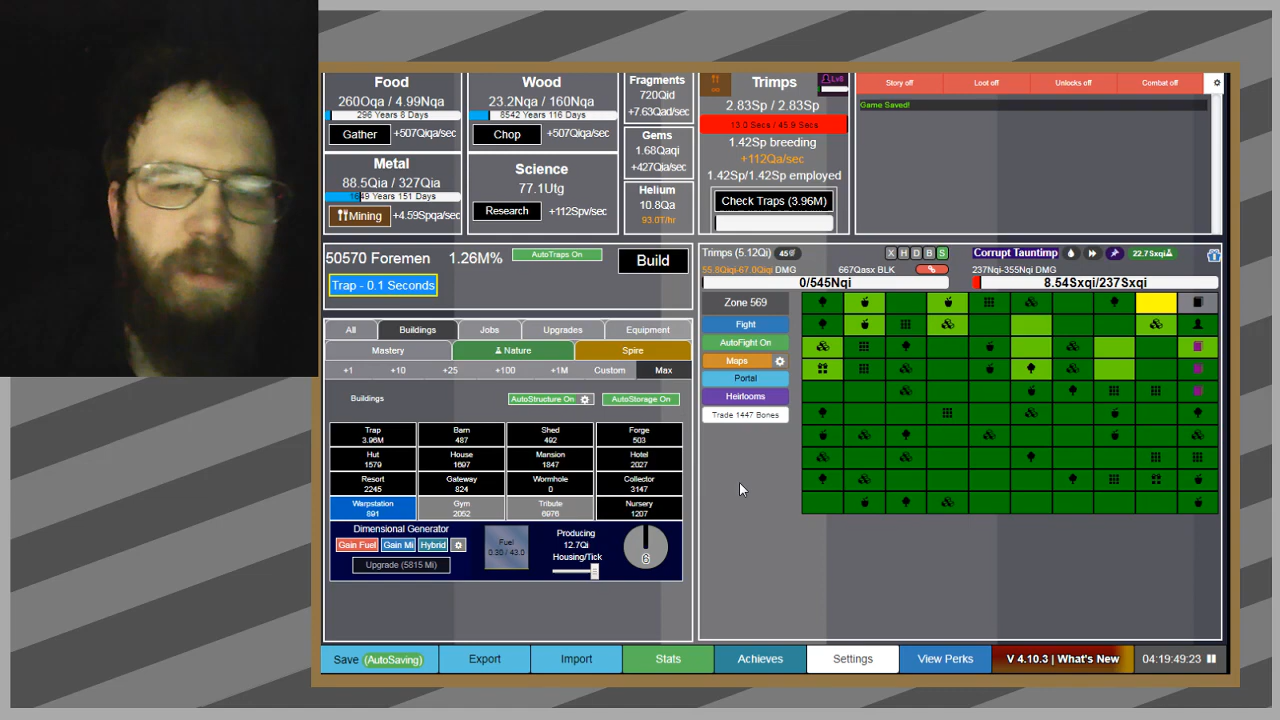 Food
260Oqa / 4.99Nqa
296 Years 8 Days
Gather
+507Qiqa/sec
Wood
23.2Nqa / 160Nqa
8542 Years 116 Days
Chop
+507Qiqa/sec
Metal
88.5Qia / 327Qia
1649 Years 151 Days
Mining
+4.59Spqa/sec
Science
77.1Utg
Research
+112Spv/sec
Fragments
720Qid
+7.63Qad/sec
Gems
1.68Qaqi
+427Qia/sec
Helium
10.8Qa
93.0T/hr
Trimps
2.83Sp / 2.83Sp
13.0 Secs / 45.9 Secs
1.42Sp breeding
+112Qa/sec
1.42Sp/1.42Sp employed
Check Traps (3.96M)
Story off
Loot off
Unlocks off
Combat off
Game Saved!
50570 Foremen
1.26M%
AutoTraps On
Build
Trap - 0.1 Seconds
All
Buildings
Jobs
Upgrades
Equipment
Mastery
Nature
Spire
+1
+10
+25
+100
+1M
Custom
Max
Buildings
AutoStructure On
AutoStorage On
Trap
3.96M
Barn
487
Shed
492
Forge
503
Hut
1579
House
1697
Mansion
1847
Hotel
2027
Resort
2245
Gateway
824
Wormhole
0
Collector
3147
Warpstation
891
Gym
2052
Tribute
6976
Nursery
1207
Dimensional Generator
Gain Fuel
Gain Mi
Hybrid
Upgrade (5815 Mi)
Fuel
0.30 / 43.0
Producing
12.7Qi
Housing/Tick
6
Trimps (5.12Qi)
45
X
H
D
B
S
55.8Qiqi-67.0Qiqi DMG
667Qasx BLK
%
0/545Nqi
Corrupt Tauntimp
22.7Sxqi
237Nqi-355Nqi DMG
8.54Sxqi/237Sxqi
Zone 569
Fight
AutoFight On
Maps
Portal
Heirlooms
Trade 1447 Bones
Save (AutoSaving)
Export
Import
Stats
Achieves
Settings
View Perks
V 4.10.3 | What's New
04:19:49:23